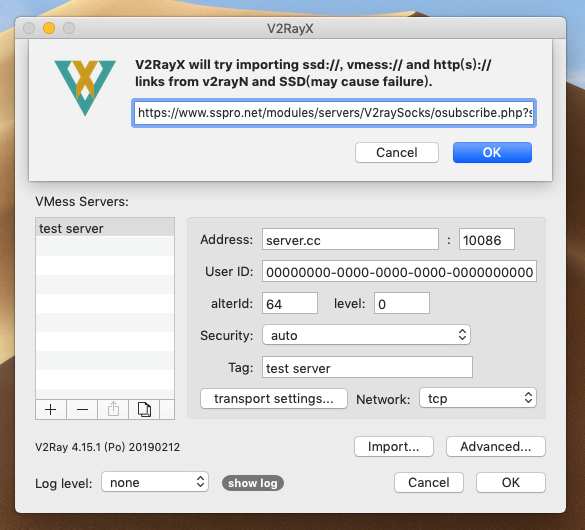 V2RayX
V2RayX will try importing ssd://, vmess:// and http(s)://
links from v2rayN and SSD(may cause failure).
https://www.sspro.net/modules/servers/V2raySocks/osubscribe.php?s
Cancel
OK
VMess Servers:
test server
Address: server.cc : 10086
User ID: 00000000-0000-0000-0000-0000000000
alterId: 64 level: 0
Security: auto
Tag: test server
transport settings... Network: tcp
V2Ray 4.15.1 (Po) 20190212
Import... Advanced...
Log level: none show log Cancel OK